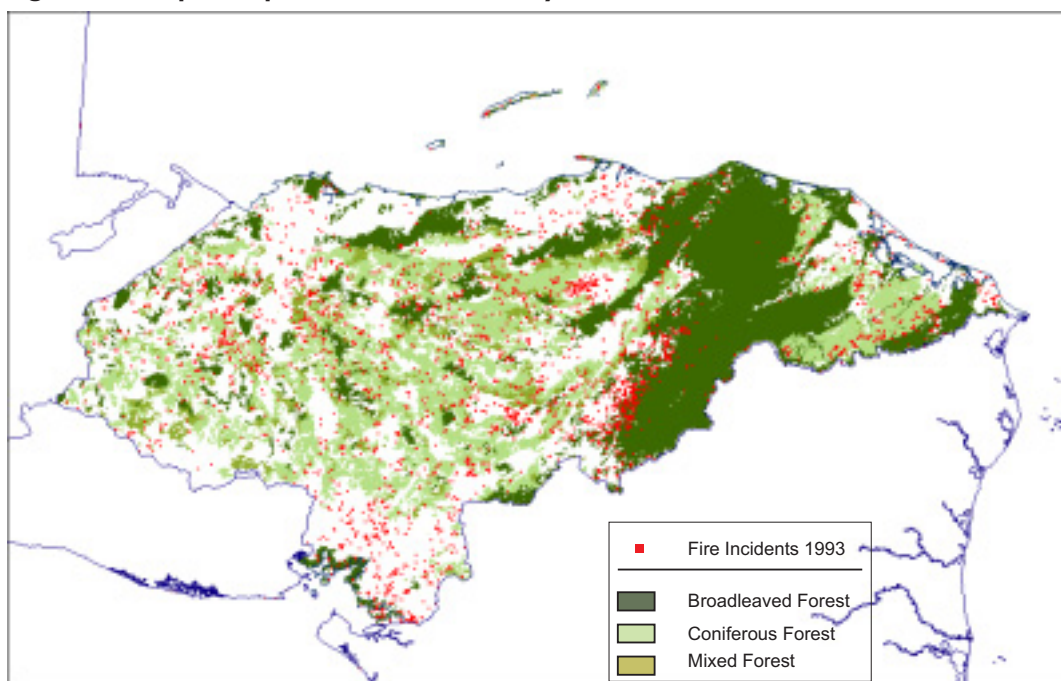 Fire Incidents 1993
Broadleaved Forest
Coniferous Forest
Mixed Forest